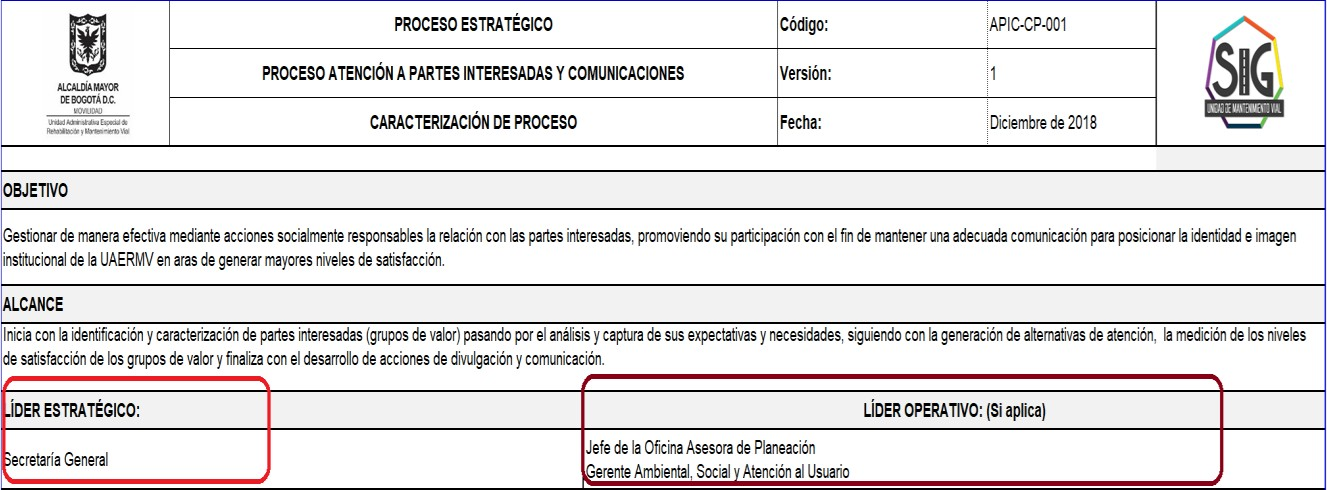 ALCALDÍA MAYOR
DE BOGOTÁ D.C.
MOVILIDAD
Unidad Administrativa Especial de
Rehabilitación y Mantenimiento Vial
PROCESO ESTRATÉGICO
Código:
APIC-CP-001
PROCESO ATENCIÓN A PARTES INTERESADAS Y COMUNICACIONES
Versión:
1
CARACTERIZACIÓN DE PROCESO
Fecha:
Diciembre de 2018
SIG
UNIDAD DE MANTENIMIENTO VIAL
OBJETIVO
Gestionar de manera efectiva mediante acciones socialmente responsables la relación con las partes interesadas, promoviendo su participación con el fin de mantener una adecuada comunicación para posicionar la identidad e imagen
institucional de la UAERMV en aras de generar mayores niveles de satisfacción.
ALCANCE
Inicia con la identificación y caracterización de partes interesadas (grupos de valor) pasando por el análisis y captura de sus expectativas y necesidades, siguiendo con la generación de alternativas de atención, la medición de los niveles
de satisfacción de los grupos de valor y finaliza con el desarrollo de acciones de divulgación y comunicación.
LÍDER ESTRATÉGICO:
LÍDER OPERATIVO: (Si aplica)
Secretaría General
Jefe de la Oficina Asesora de Planeación
Gerente Ambiental, Social y Atención al Usuario